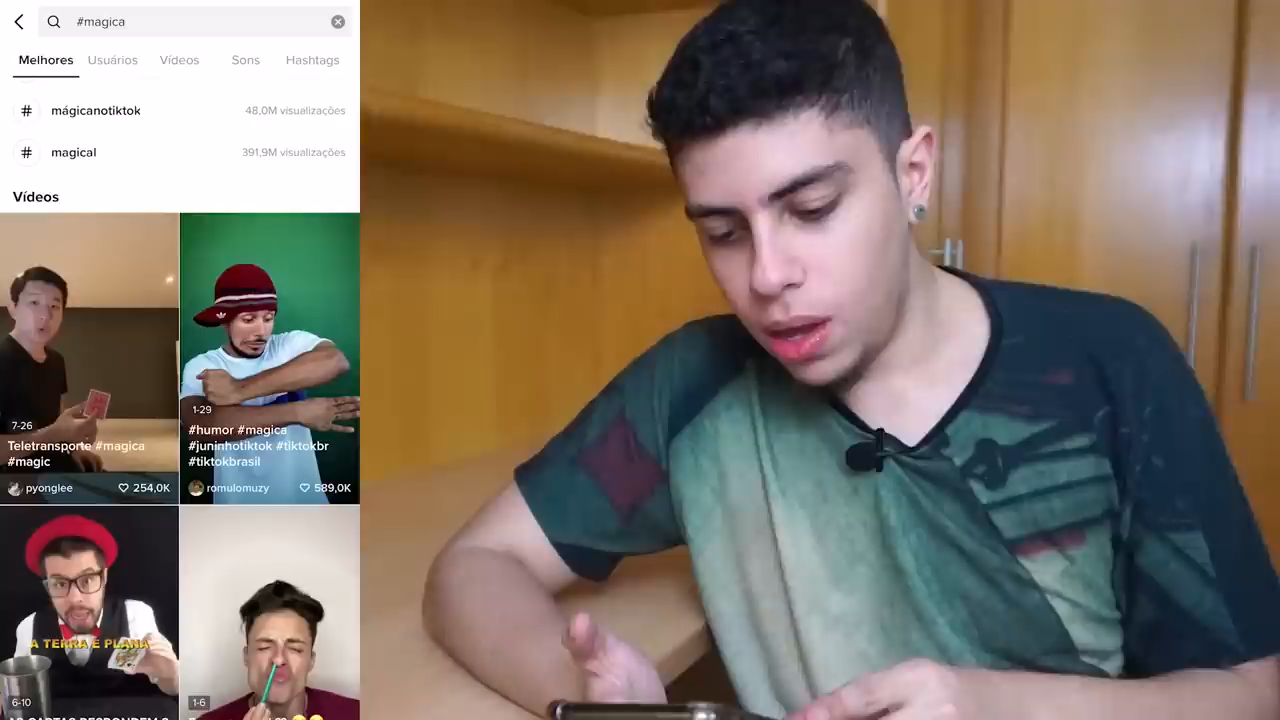 #magica
Melhores Usuários Vídeos Sons Hashtags
# mágicanotiktok 48,0M visualizações
# magical 391,9M visualizações
Vídeos
7-26
Teletransporte #magica
#magic
pyonglee 254,0K
1-29
#humor #magica
#juninhotiktok #tiktokbr
#tiktokbrasil
romulomuzy 589,0K
A TERRA É PLANA
6-10
1-6